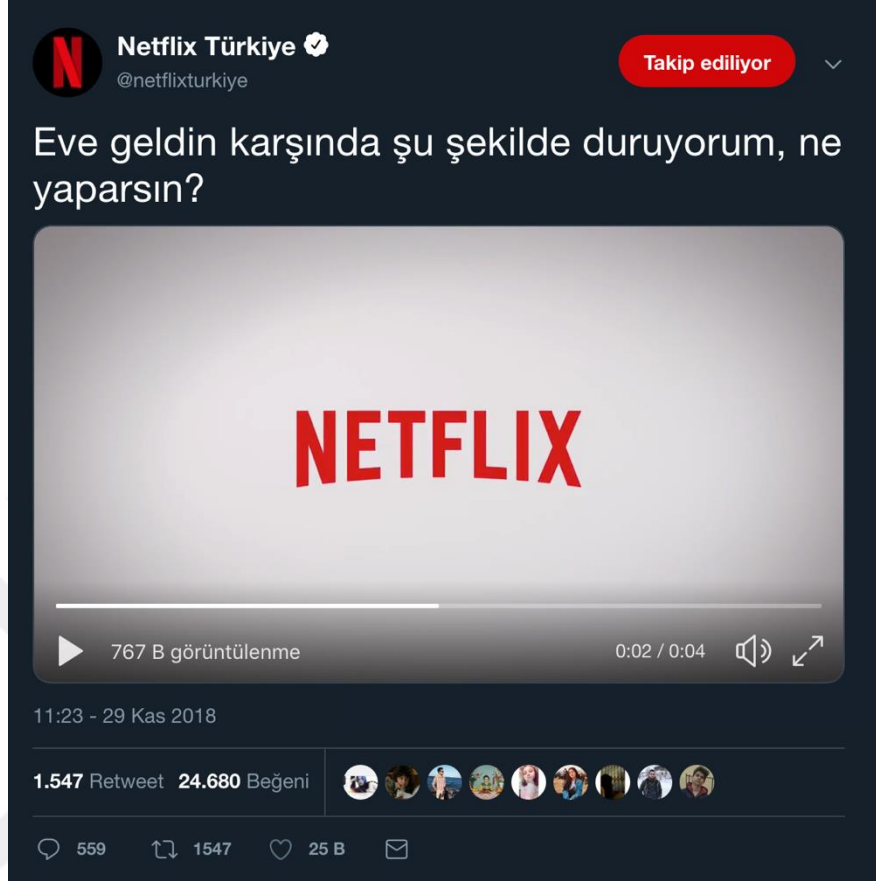 Netflix Türkiye
@netflixturkiye
Takip ediliyor
Eve geldin karşında şu şekilde duruyorum, ne
yaparsın?
NETFLIX
767 B görüntülenme
0:02 / 0:04
11:23 - 29 Kas 2018
1.547 Retweet 24.680 Beğeni
559 1547 25 B